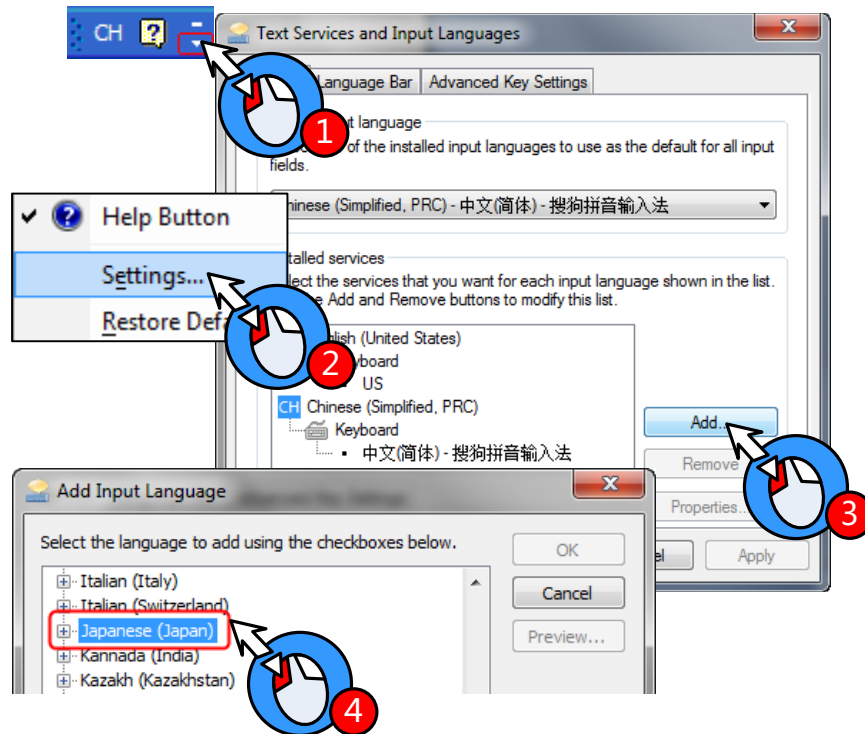 CH
Text Services and Input Languages
Language Bar
Advanced Key Settings
1
language
of the installed input languages to use as the default for all input
fields.
hinese (Simplified, PRC) - 中文(简体) - 搜狗拼音输入法
Help Button
Settings...
Restore Defa
2
talled services
lect the services that you want for each input language shown in the list.
Add and Remove buttons to modify this list.
lish (United States)
yboard
US
CH Chinese (Simplified, PRC)
Keyboard
中文(简体) - 搜狗拼音输入法
Add...
Remove
Properties...
3
el
Apply
Add Input Language
Select the language to add using the checkboxes below.
OK
Cancel
Preview...
Italian (Italy)
Italian (Switzerland)
Japanese (Japan)
Kannada (India)
Kazakh (Kazakhstan)
4